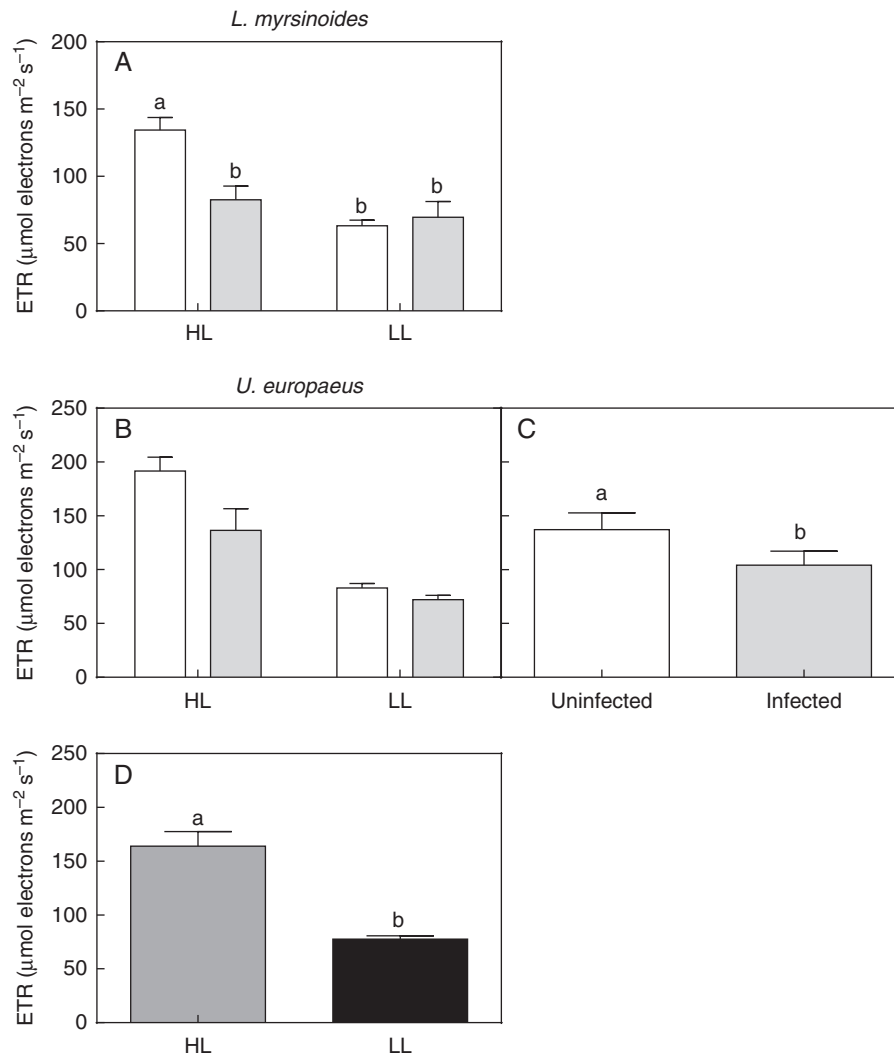 L. myrsinoides
A
ETR (μmol electrons m⁻² s⁻¹)
200
150
100
50
0
a
b
b
b
HL
LL
U. europaeus
B
ETR (μmol electrons m⁻² s⁻¹)
250
200
150
100
50
0
HL
LL
C
a
b
Uninfected
Infected
D
ETR (μmol electrons m⁻² s⁻¹)
250
200
150
100
50
0
a
b
HL
LL